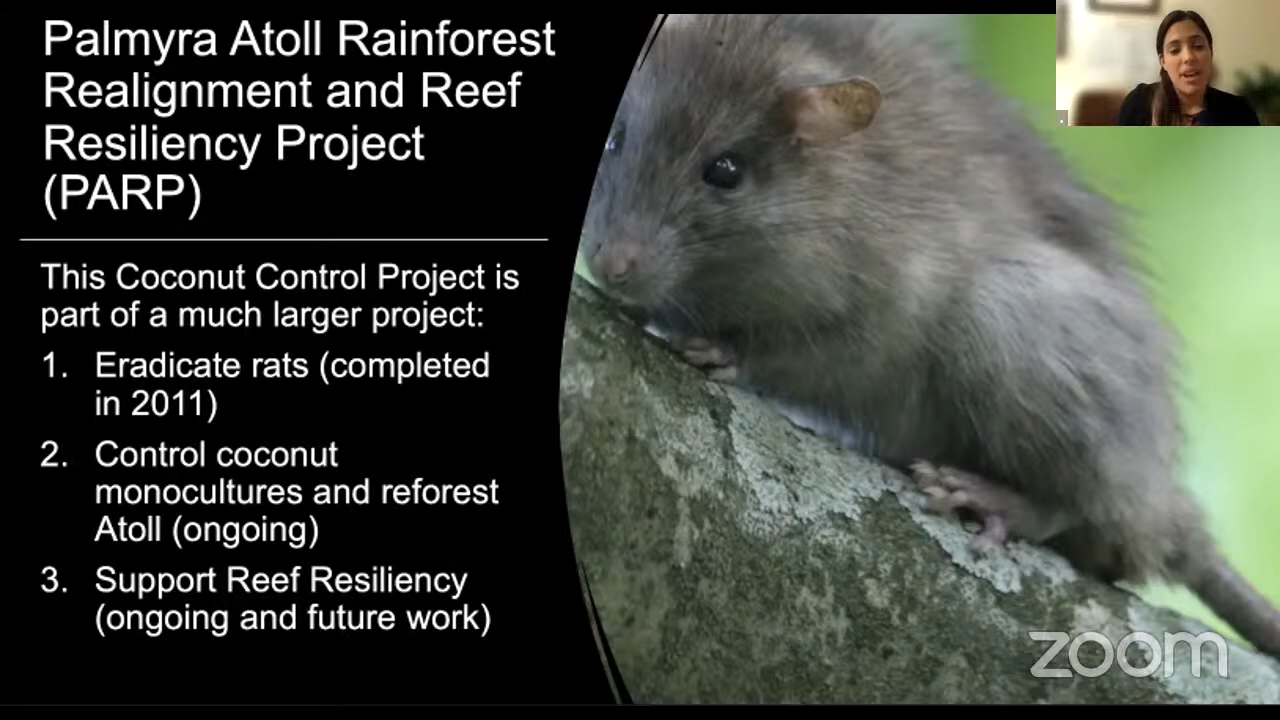 Palmyra Atoll Rainforest
Realignment and Reef
Resiliency Project
(PARP)
This Coconut Control Project is
part of a much larger project:
1. Eradicate rats (completed
in 2011)
2. Control coconut
monocultures and reforest
Atoll (ongoing)
3. Support Reef Resiliency
(ongoing and future work)
zoom